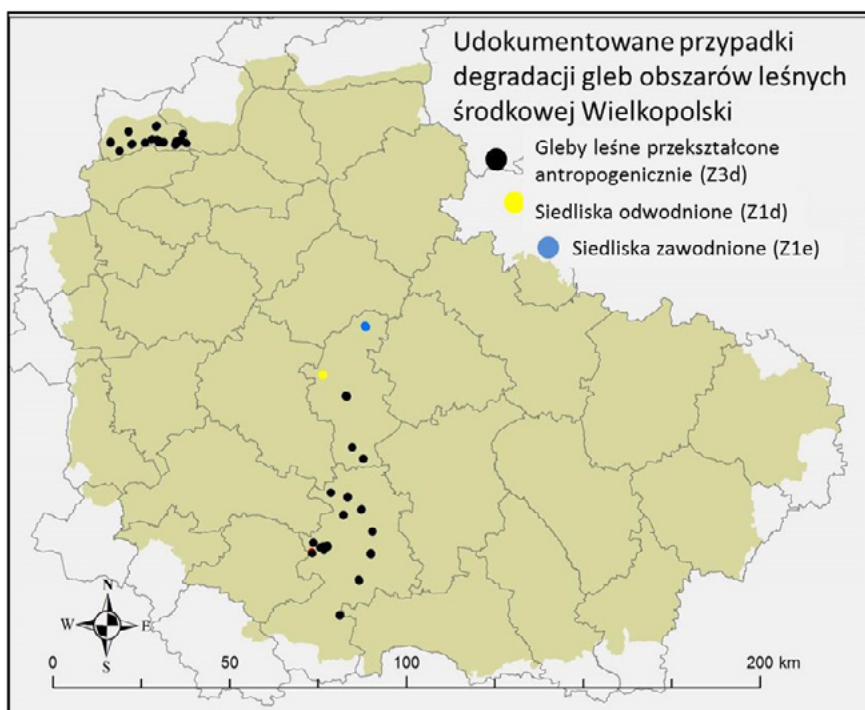 Udokumentowane przypadki
degradacji gleb obszarów leśnych
środkowej Wielkopolski
Gleby leśne przekształcone
antropogenicznie (Z3d)
Siedliska odwodnione (Z1d)
Siedliska zawodnione (Z1e)
N
W E
S
0 50 100 200 km